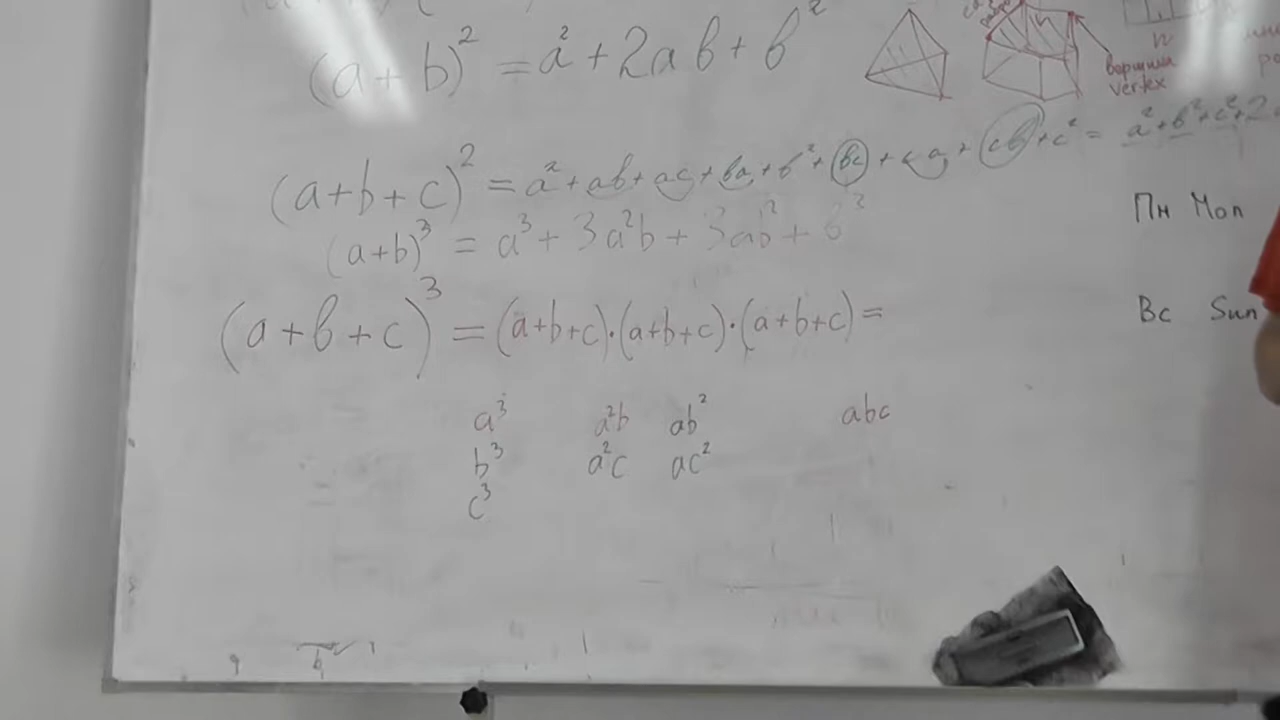 (a+b)² = a² + 2ab + b²
вершина
vertex
n
(a+b+c)² = a² + ab + ac + ba + b² + bc + ca + cb + c² = a² + b² + c² + 2
(a+b)³ = a³ + 3a²b + 3ab² + b³
Пн Mon
(a+b+c)³ = (a+b+c)·(a+b+c)·(a+b+c) =
Вс Sun
a³ a²b ab² abc
b³ a²c ac²
c³